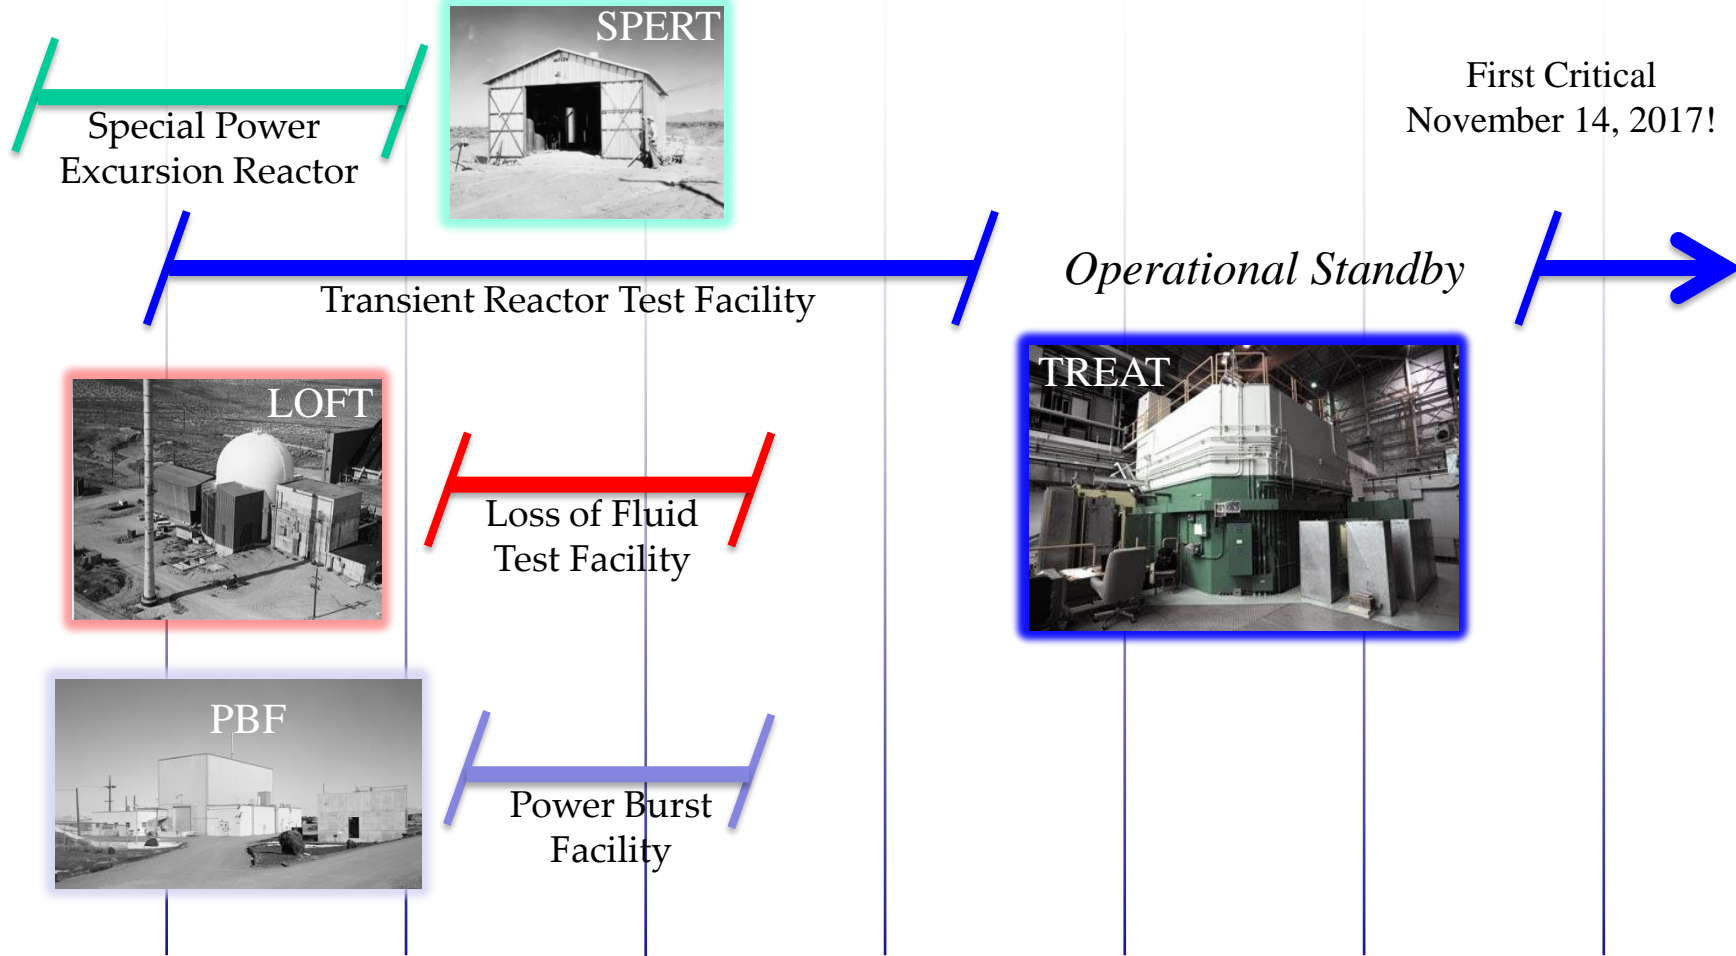 SPERT
First Critical
November 14, 2017!
Special Power
Excursion Reactor
Operational Standby
Transient Reactor Test Facility
TREAT
LOFT
Loss of Fluid
Test Facility
PBF
Power Burst
Facility